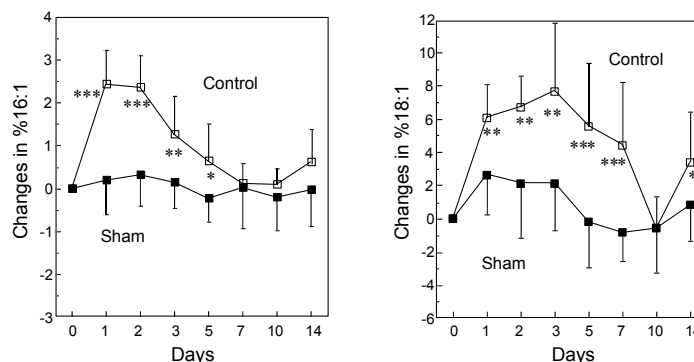 4
3
2
1
0
-1
-2
-3
Changes in %16:1
Control
***
***
**
*
Sham
0 1 2 3 5 7 10 14
Days
12
10
8
6
4
2
0
-2
-4
-6
Changes in %18:1
Control
**
**
**
***
***
*
Sham
0 1 2 3 5 7 10 14
Days